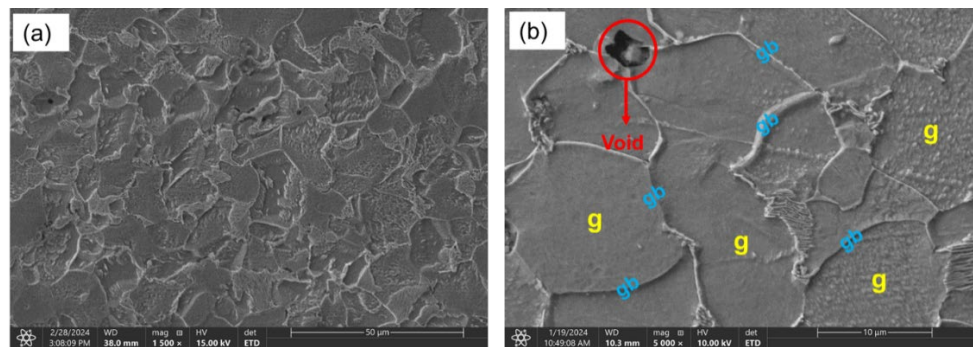 (a)
2/28/2024 WD mag HV det
3:08:09 PM 38.0 mm 1 500 × 15.00 kV ETD
50 µm
(b)
Void
gb
gb
gb
gb
gb
g
g
g
g
1/19/2024 WD mag HV det
10:49:08 AM 10.3 mm 5 000 × 10.00 kV ETD
10 µm